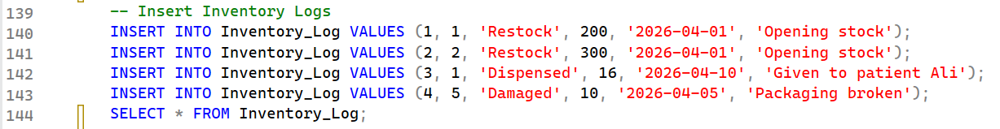 139 -- Insert Inventory Logs
140 INSERT INTO Inventory_Log VALUES (1, 1, 'Restock', 200, '2026-04-01', 'Opening stock');
141 INSERT INTO Inventory_Log VALUES (2, 2, 'Restock', 300, '2026-04-01', 'Opening stock');
142 INSERT INTO Inventory_Log VALUES (3, 1, 'Dispensed', 16, '2026-04-10', 'Given to patient Ali');
143 INSERT INTO Inventory_Log VALUES (4, 5, 'Damaged', 10, '2026-04-05', 'Packaging broken');
144 SELECT * FROM Inventory_Log;